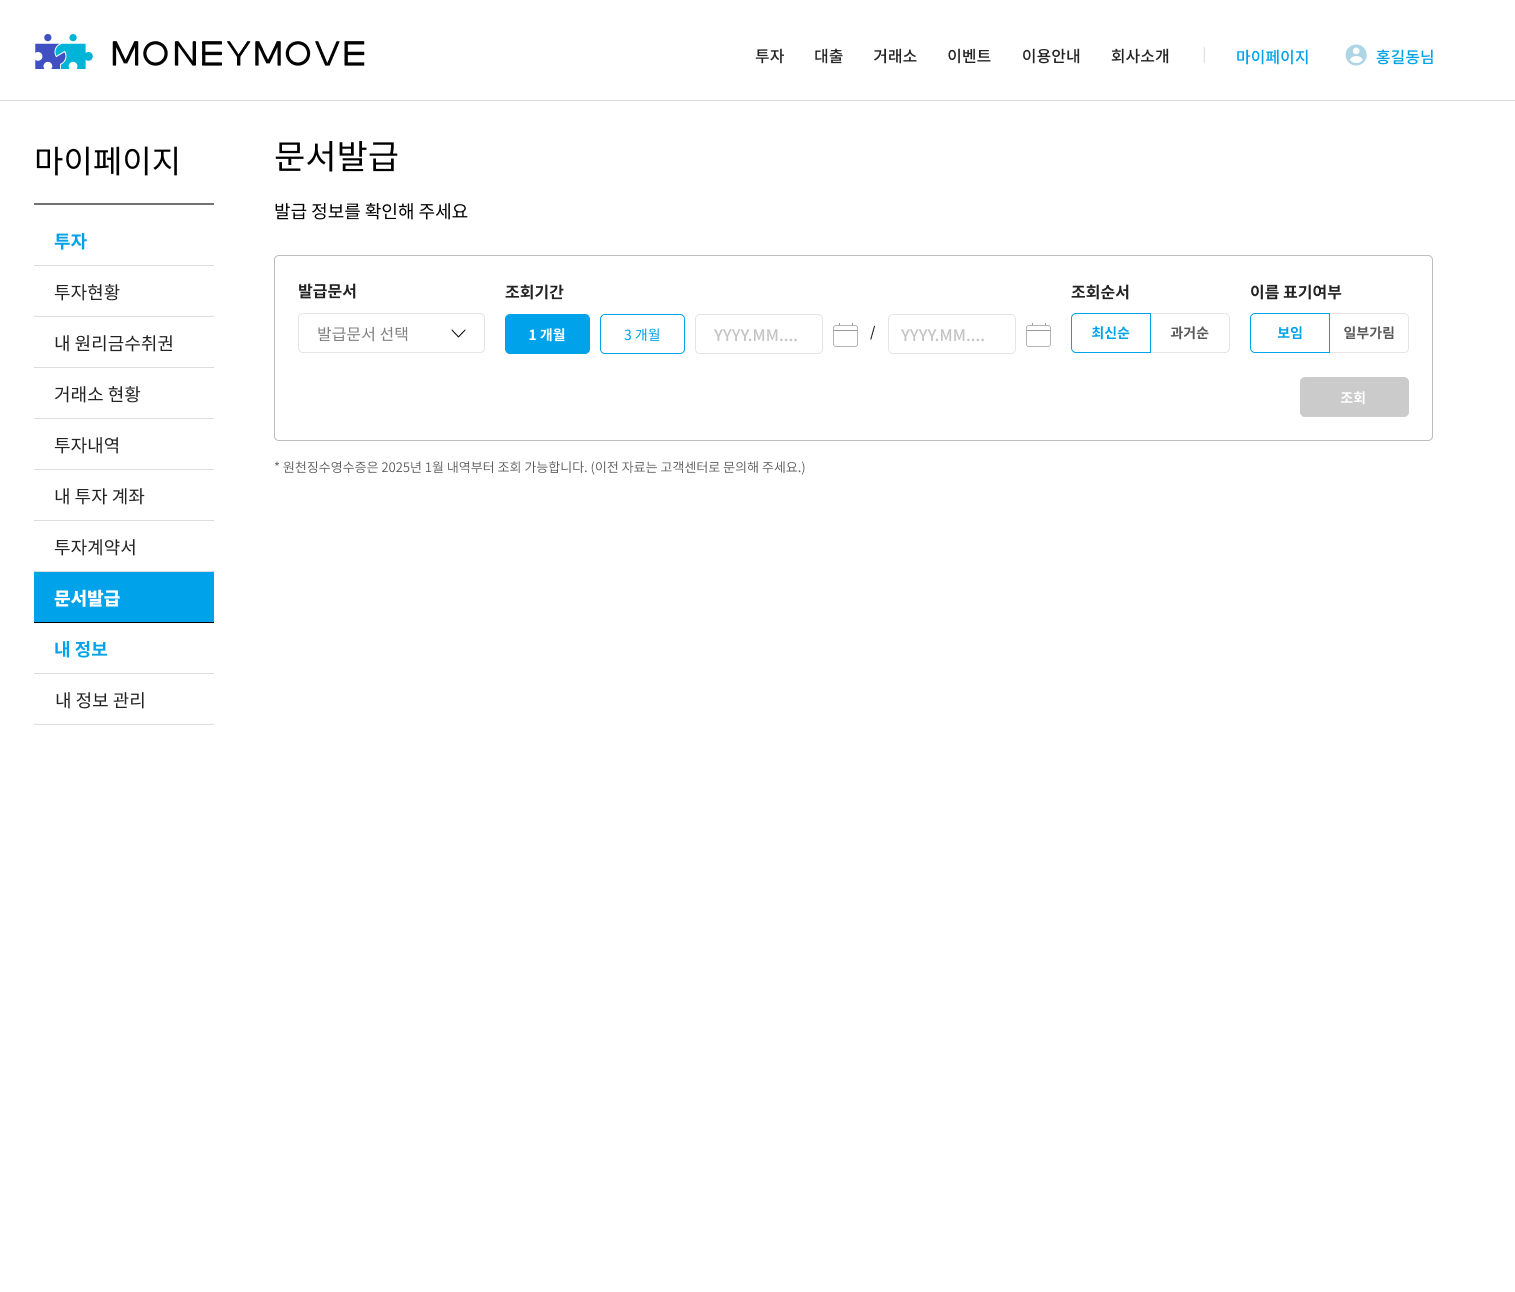 MONEYMOVE
투자 대출 거래소 이벤트 이용안내 회사소개 마이페이지 홍길동님
마이페이지
투자
투자현황
내 원리금수취권
거래소 현황
투자내역
내 투자 계좌
투자계약서
문서발급
내 정보
내 정보 관리
문서발급
발급 정보를 확인해 주세요
발급문서 조회기간 조회순서 이름 표기여부
발급문서 선택 1 개월 3 개월 YYYY.MM.... / YYYY.MM.... 최신순 과거순 보임 일부가림
조회
* 원천징수영수증은 2025년 1월 내역부터 조회 가능합니다. (이전 자료는 고객센터로 문의해 주세요.)